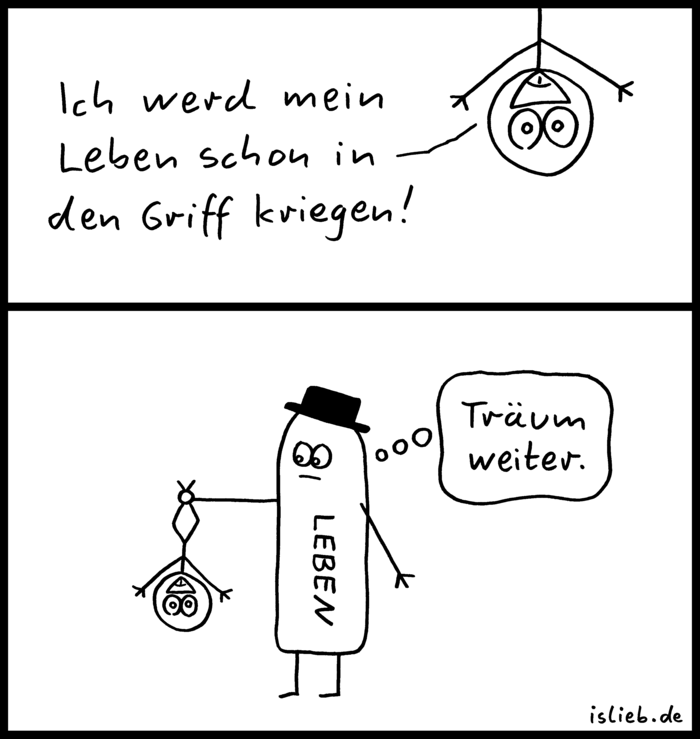 Ich werd mein
Leben schon in
den Griff kriegen!
Träum
weiter.
LEBEN
islieb.de